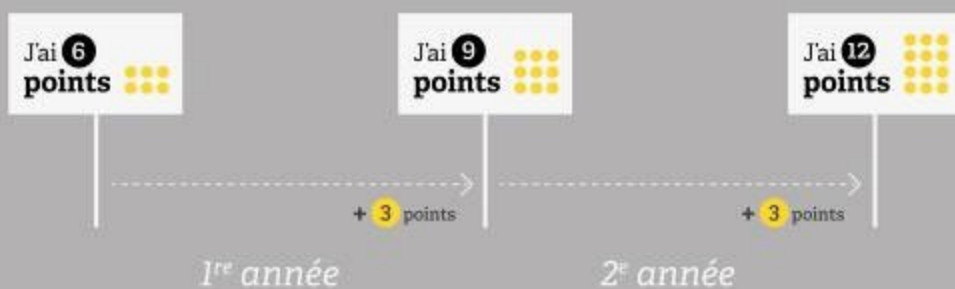 J'ai 6
points
J'ai 9
points
J'ai 12
points
+ 3 points
+ 3 points
1re année
2e année